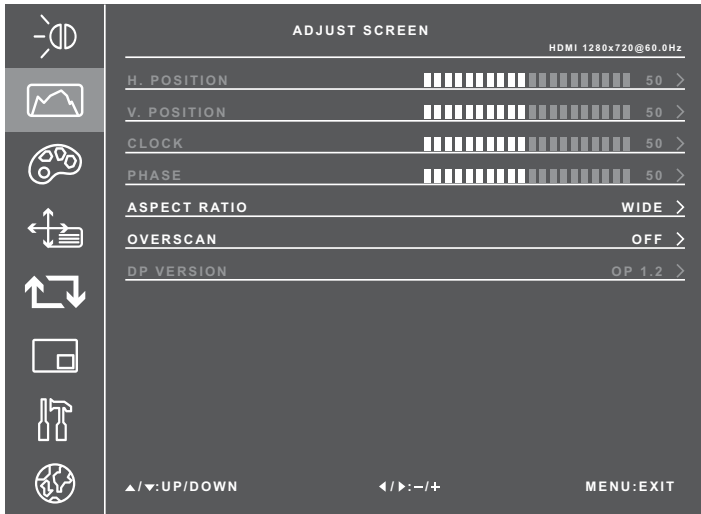 ADJUST SCREEN
HDMI 1280x720@60.0Hz
H. POSITION 50
V. POSITION 50
CLOCK 50
PHASE 50
ASPECT RATIO WIDE
OVERSCAN OFF
DP VERSION OP 1.2
▲/▼:UP/DOWN ◀/▶:−/+ MENU:EXIT